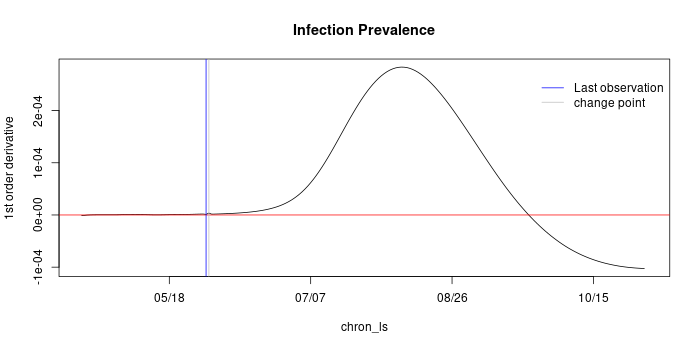 Infection Prevalence
1st order derivative
2e-04
1e-04
0e+00
-1e-04
Last observation
change point
05/18
07/07
08/26
10/15
chron_ls